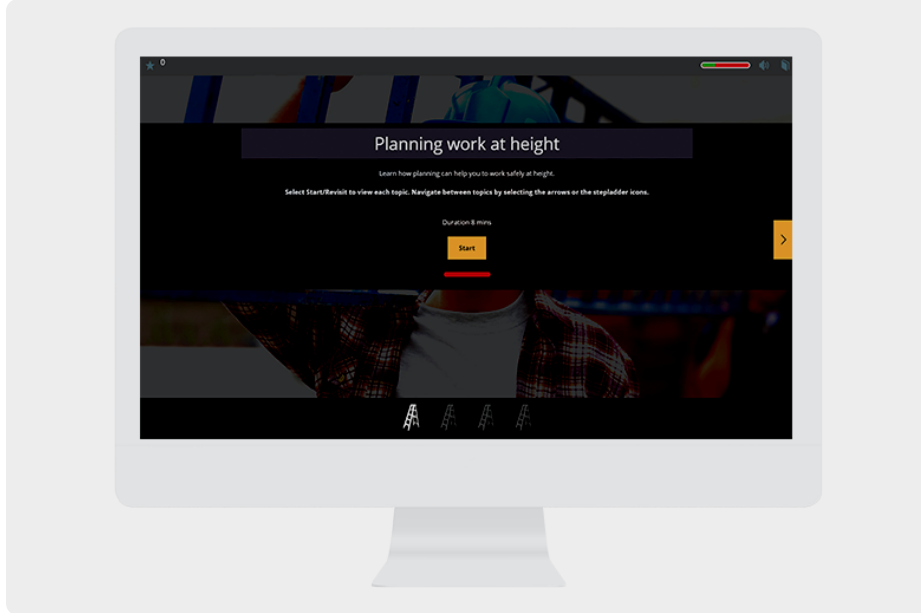 0
Planning work at height
Learn how planning can help you to work safely at height.
Select Start/Revisit to view each topic. Navigate between topics by selecting the arrows or the stepladder icons.
Duration 8 mins
Start